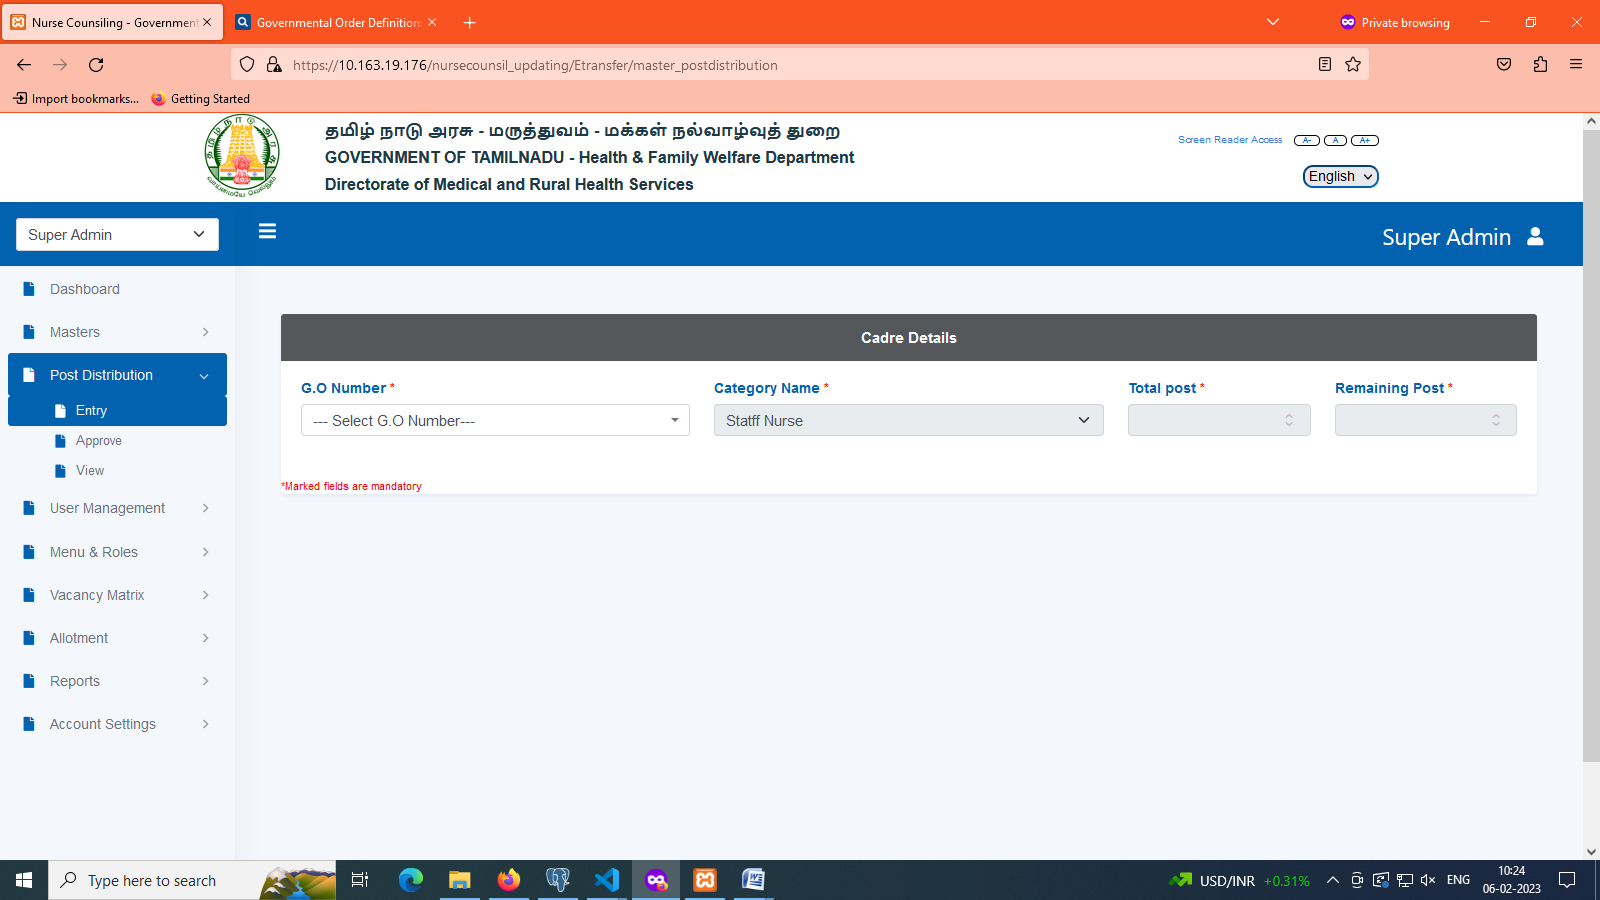 Nurse Counsiling - Government
Governmental Order Definition
Private browsing
https://10.163.19.176/nursecounsil_updating/Etransfer/master_postdistribution
Import bookmarks...
Getting Started
தமிழ் நாடு அரசு - மருத்துவம் - மக்கள் நல்வாழ்வுத் துறை
GOVERNMENT OF TAMILNADU - Health & Family Welfare Department
Directorate of Medical and Rural Health Services
Screen Reader Access
A-
A
A+
English
Super Admin
Super Admin
Dashboard
Masters
Post Distribution
Entry
Approve
View
User Management
Menu & Roles
Vacancy Matrix
Allotment
Reports
Account Settings
Cadre Details
G.O Number *
Category Name *
Total post *
Remaining Post *
--- Select G.O Number---
Statff Nurse
*Marked fields are mandatory
Type here to search
USD/INR +0.31%
ENG
10:24
06-02-2023